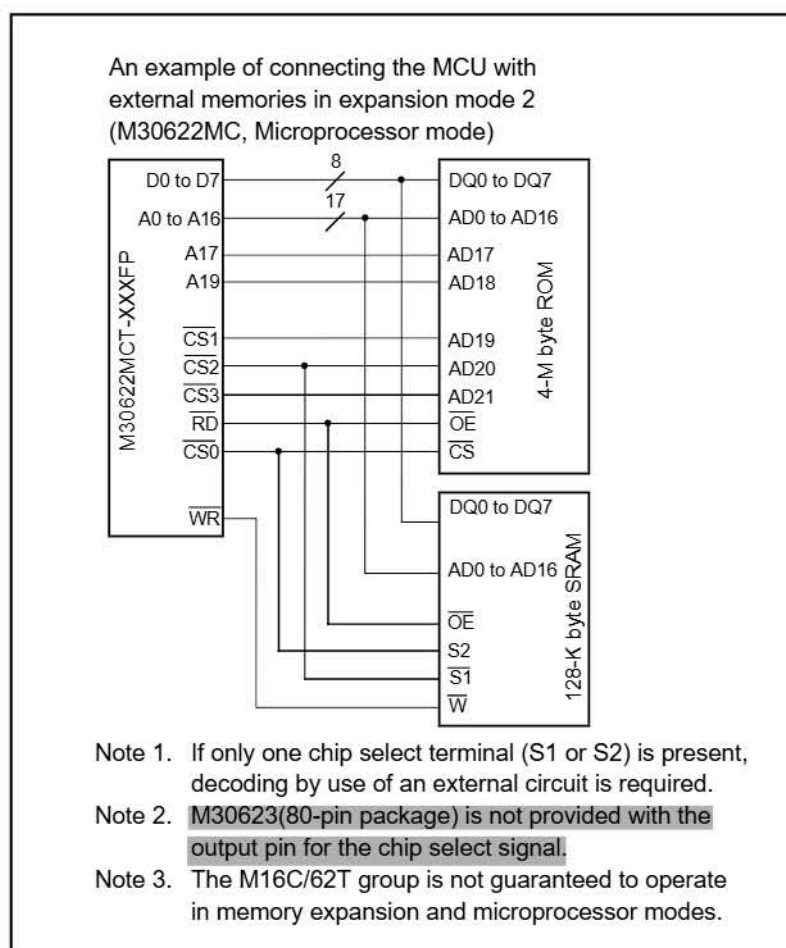 An example of connecting the MCU with
external memories in expansion mode 2
(M30622MC, Microprocessor mode)
8
D0 to D7
DQ0 to DQ7
17
A0 to A16
AD0 to AD16
A17
AD17
A19
AD18
CS1
AD19
CS2
AD20
CS3
AD21
RD
OE
CS0
CS
WR
M30622MCT-XXXFP
4-M byte ROM
DQ0 to DQ7
AD0 to AD16
OE
S2
S1
W
128-K byte SRAM
Note 1. If only one chip select terminal (S1 or S2) is present,
decoding by use of an external circuit is required.
Note 2. M30623(80-pin package) is not provided with the
output pin for the chip select signal.
Note 3. The M16C/62T group is not guaranteed to operate
in memory expansion and microprocessor modes.